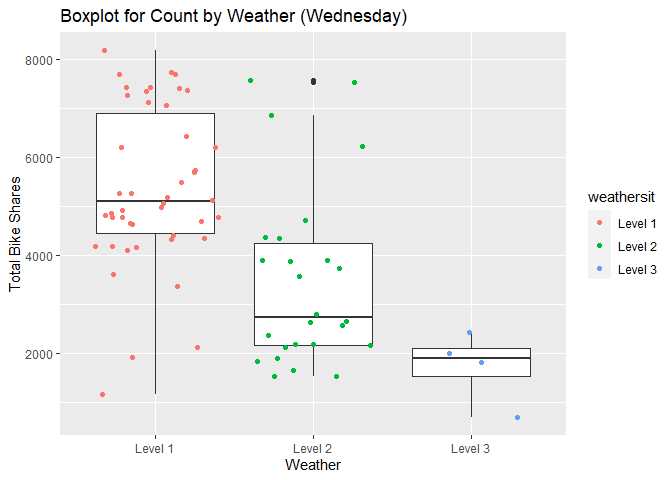 Boxplot for Count by Weather (Wednesday)
Total Bike Shares
8000
6000
4000
2000
Level 1
Level 2
Level 3
Weather
weathersit
Level 1
Level 2
Level 3